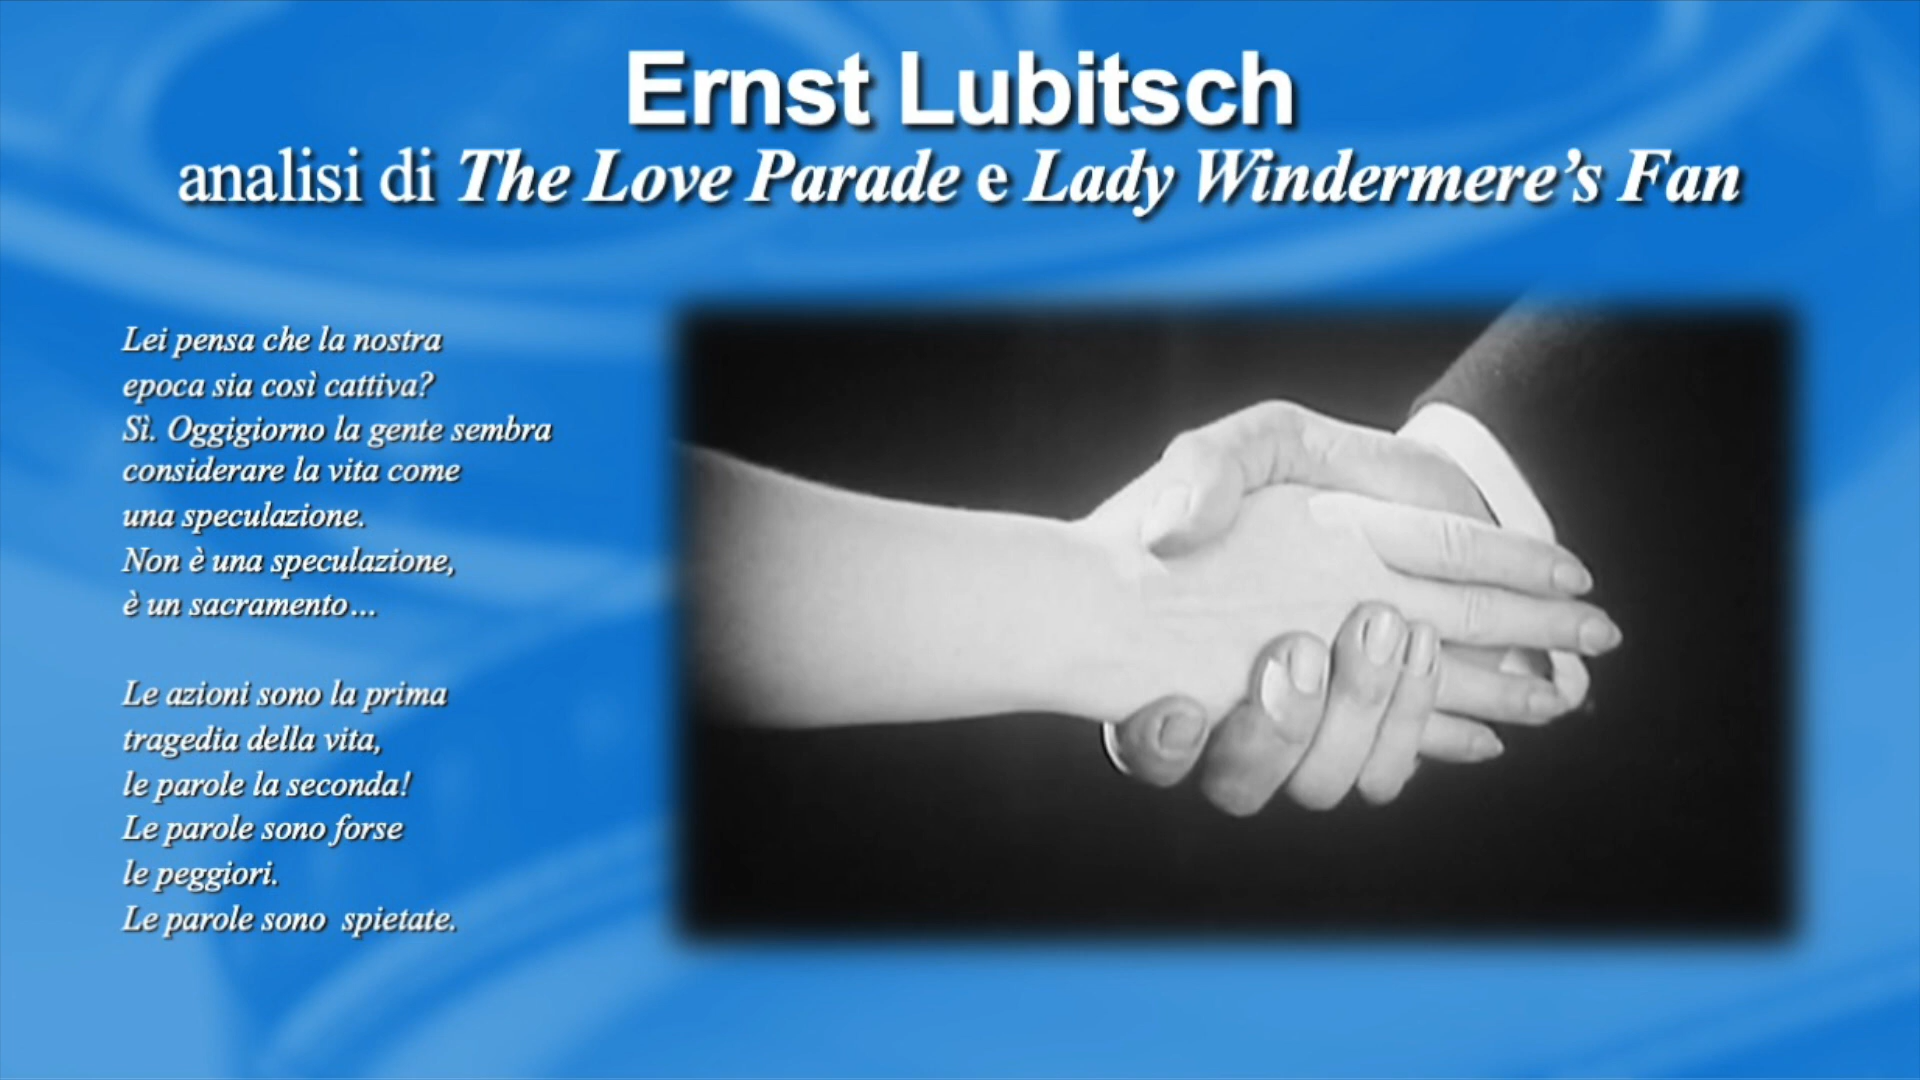 Ernst Lubitsch
analisi di The Love Parade e Lady Windermere’s Fan
Lei pensa che la nostra
epoca sia così cattiva?
Sì. Oggigiorno la gente sembra
considerare la vita come
una speculazione.
Non è una speculazione,
è un sacramento…
Le azioni sono la prima
tragedia della vita,
le parole la seconda!
Le parole sono forse
le peggiori.
Le parole sono  spietate.